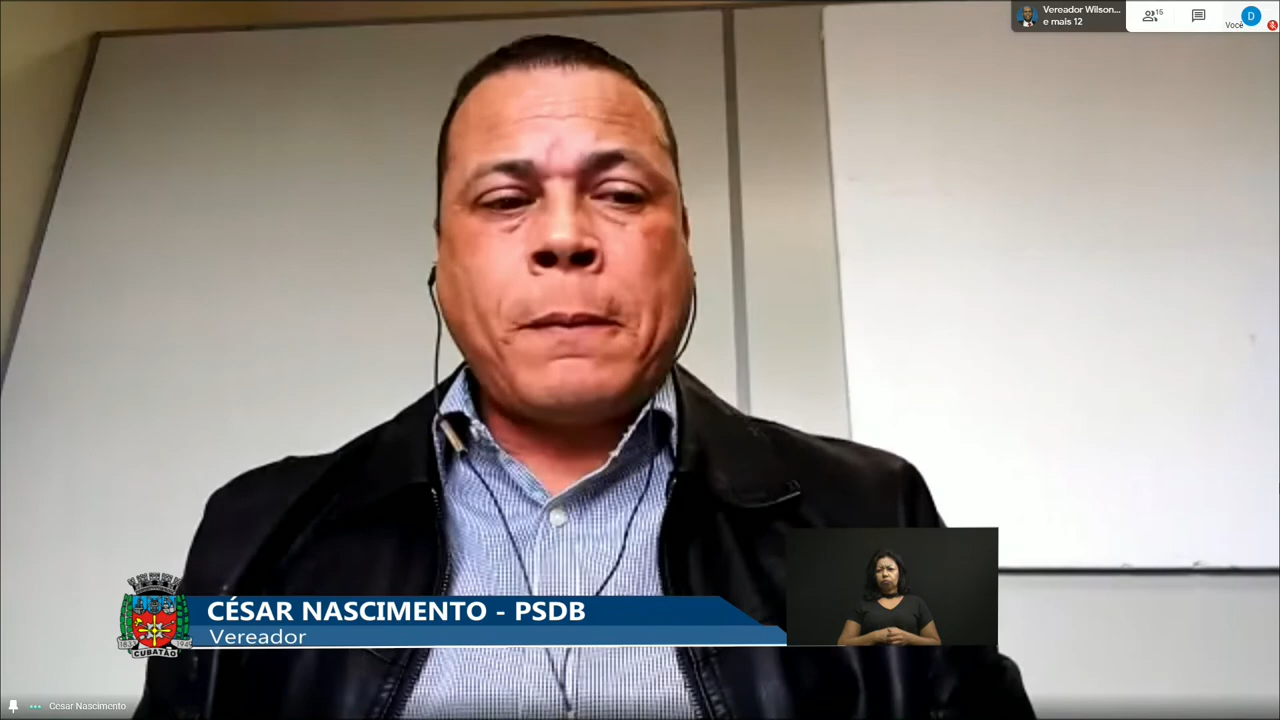 Vereador Wilson...
e mais 12
15
D
Você
CÉSAR NASCIMENTO - PSDB
Vereador
CUBATÃO
Cesar Nascimento